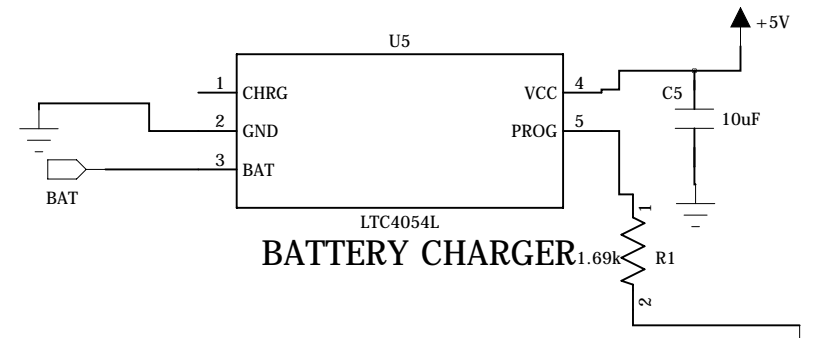 +5V
U5
1
CHRG
VCC
4
C5
10uF
2
GND
PROG
5
3
BAT
BAT
LTC4054L
BATTERY CHARGER
1
1.69k
R1
2